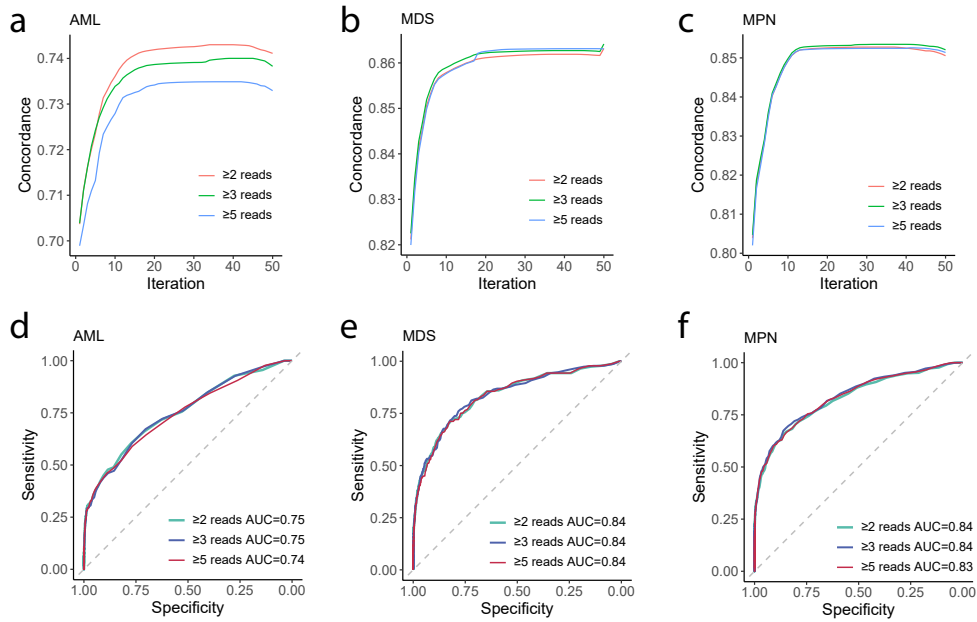 a
AML
0.74
0.73
0.72
0.71
0.70
Concordance
≥2 reads
≥3 reads
≥5 reads
0 10 20 30 40 50
Iteration
b
MDS
0.86
0.85
0.84
0.83
0.82
Concordance
≥2 reads
≥3 reads
≥5 reads
0 10 20 30 40 50
Iteration
c
MPN
0.85
0.84
0.83
0.82
0.81
0.80
Concordance
≥2 reads
≥3 reads
≥5 reads
0 10 20 30 40 50
Iteration
d
AML
1.00
0.75
0.50
0.25
0.00
Sensitivity
≥2 reads AUC=0.75
≥3 reads AUC=0.75
≥5 reads AUC=0.74
1.00 0.75 0.50 0.25 0.00
Specificity
e
MDS
1.00
0.75
0.50
0.25
0.00
Sensitivity
≥2 reads AUC=0.84
≥3 reads AUC=0.84
≥5 reads AUC=0.84
1.00 0.75 0.50 0.25 0.00
Specificity
f
MPN
1.00
0.75
0.50
0.25
0.00
Sensitivity
≥2 reads AUC=0.84
≥3 reads AUC=0.84
≥5 reads AUC=0.83
1.00 0.75 0.50 0.25 0.00
Specificity